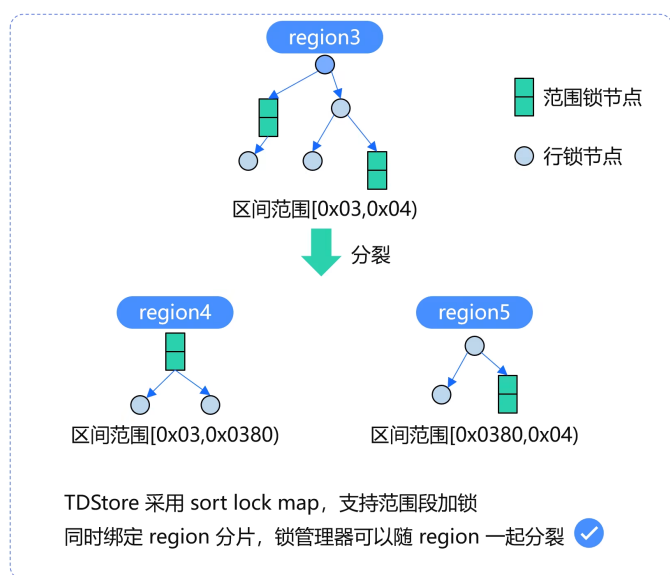 region3
范围锁节点
行锁节点
区间范围[0x03,0x04)
分裂
region4
region5
区间范围[0x03,0x0380)
区间范围[0x0380,0x04)
TDStore 采用 sort lock map，支持范围段加锁
同时绑定 region 分片，锁管理器可以随 region 一起分裂